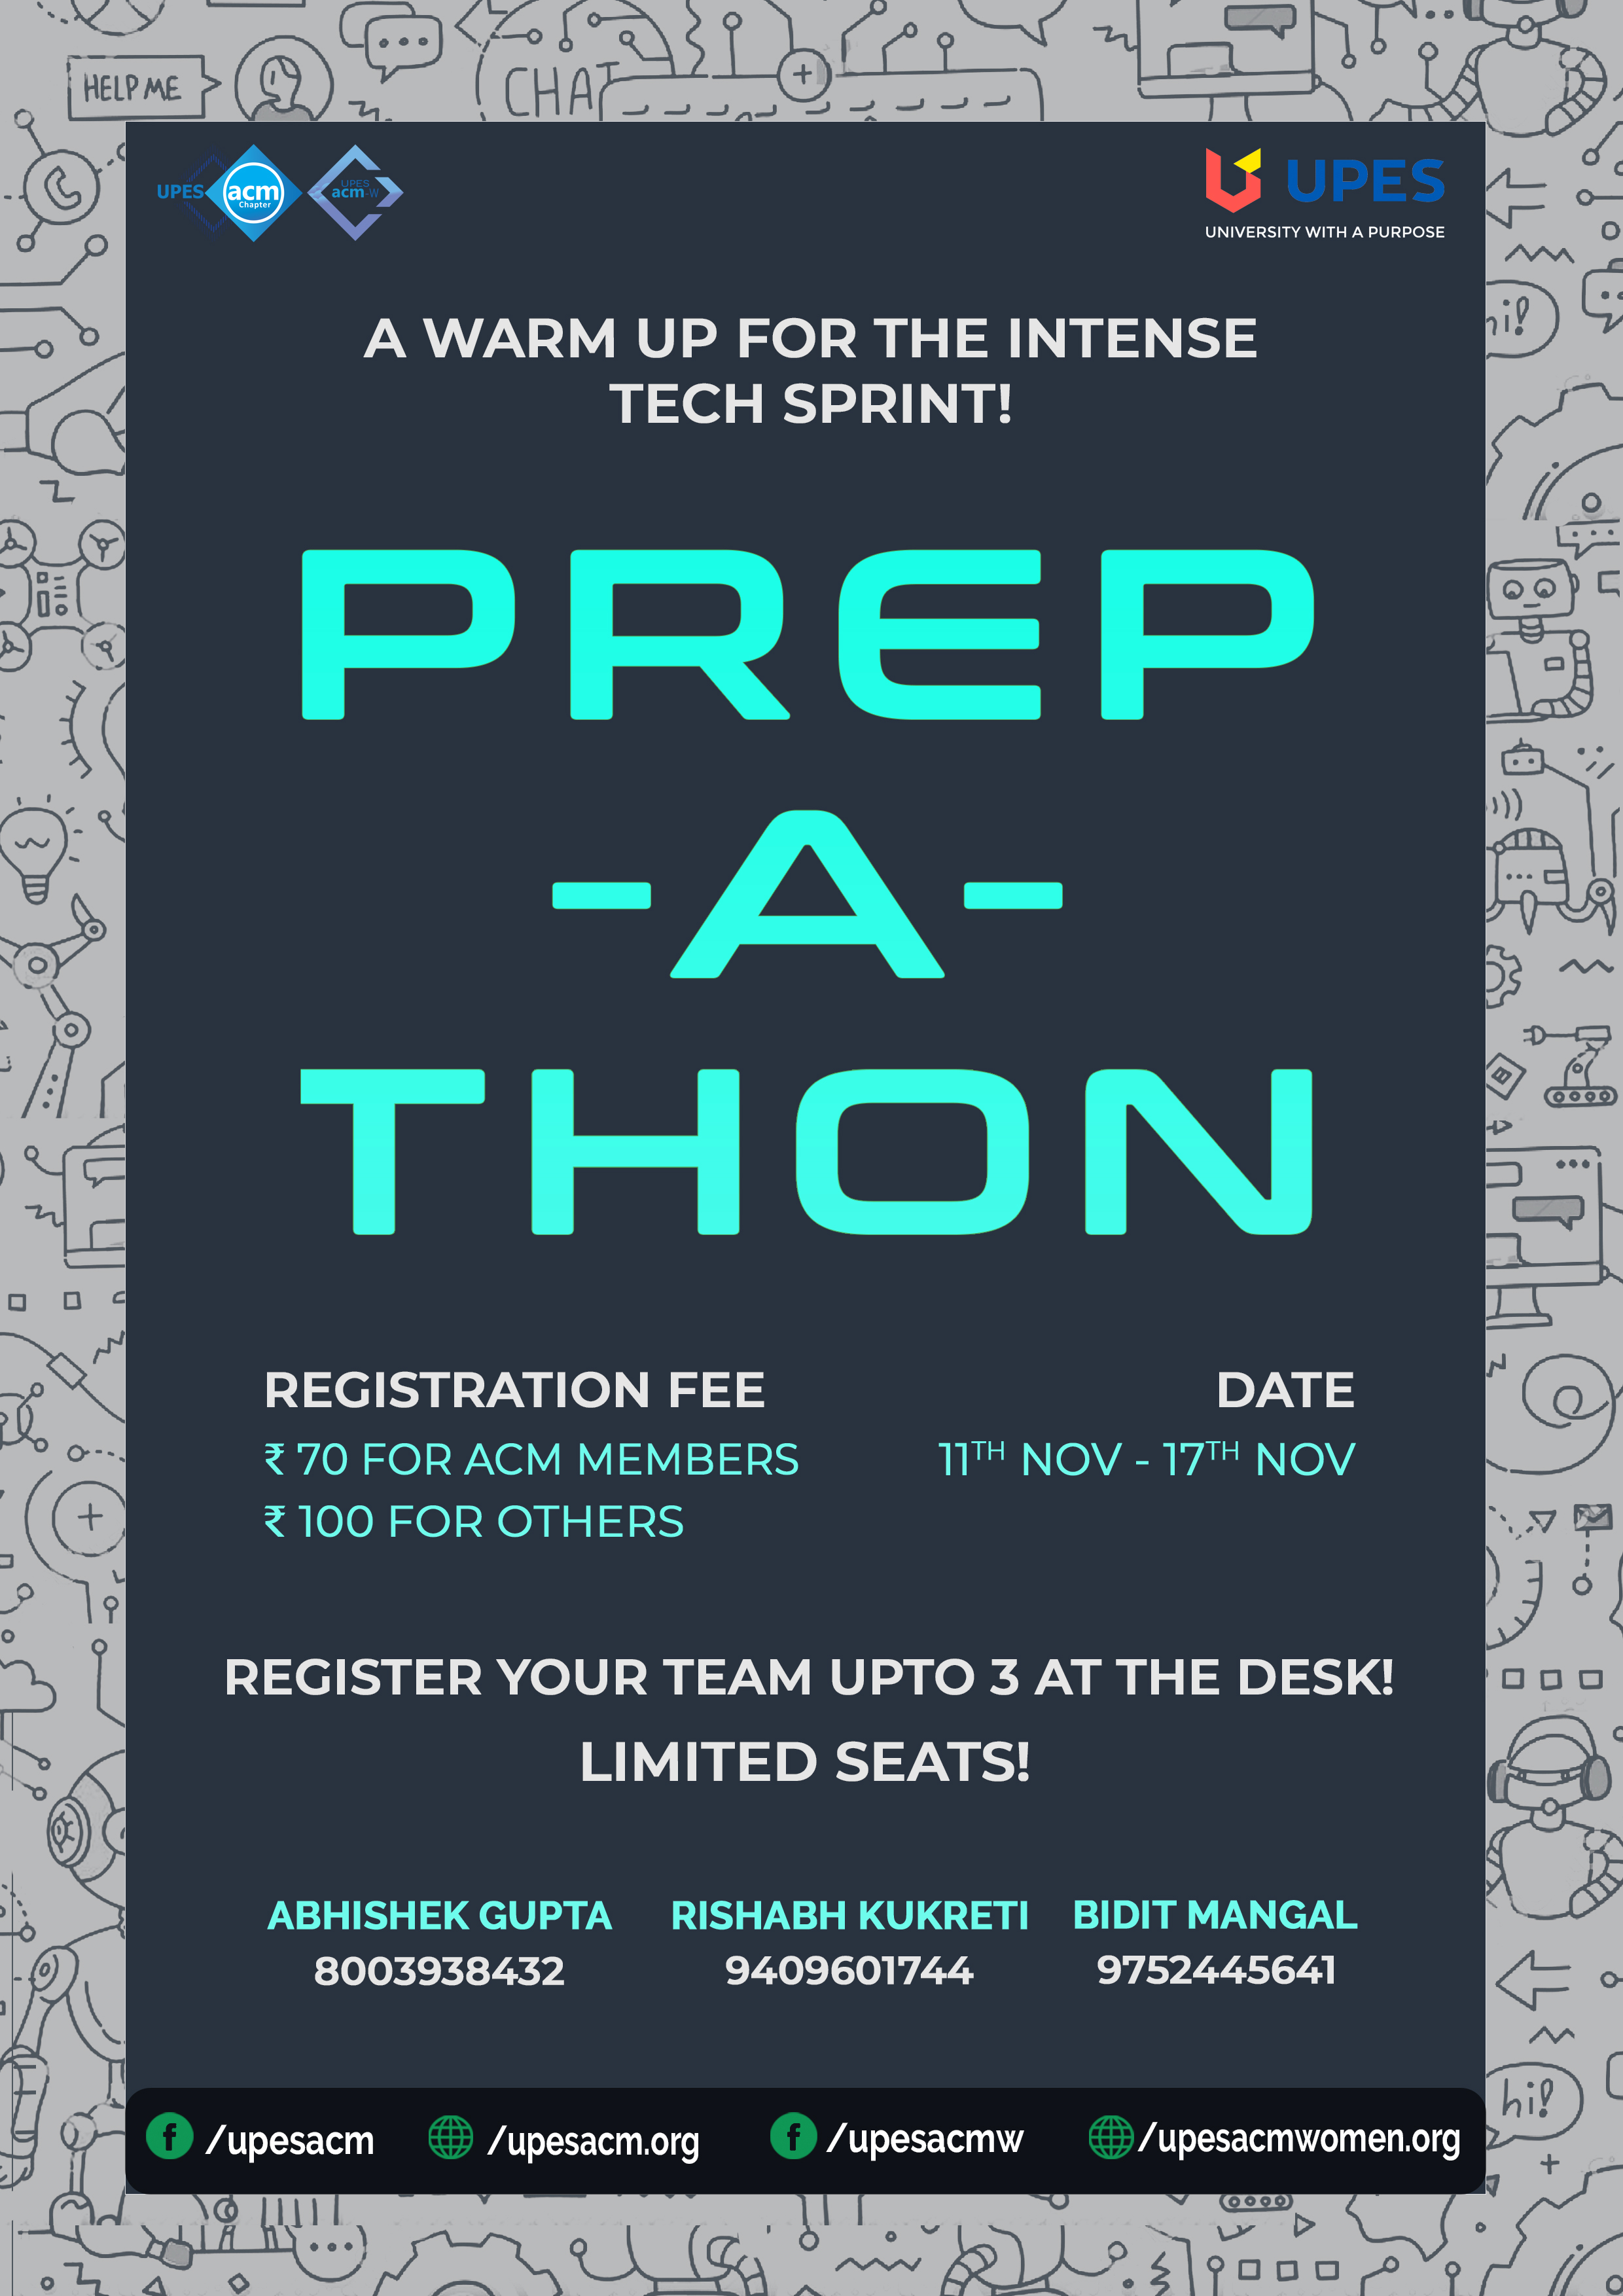 HELP ME
CHAT
UPES acm Chapter
UPES acm-W
UPES
UNIVERSITY WITH A PURPOSE
A WARM UP FOR THE INTENSE
TECH SPRINT!
PREP
-A-
THON
REGISTRATION FEE
DATE
₹ 70 FOR ACM MEMBERS
11TH NOV - 17TH NOV
₹ 100 FOR OTHERS
REGISTER YOUR TEAM UPTO 3 AT THE DESK!
LIMITED SEATS!
ABHISHEK GUPTA RISHABH KUKRETI BIDIT MANGAL
8003938432 9409601744 9752445641
hi!
/upesacm /upesacm.org /upesacmw /upesacmwomen.org